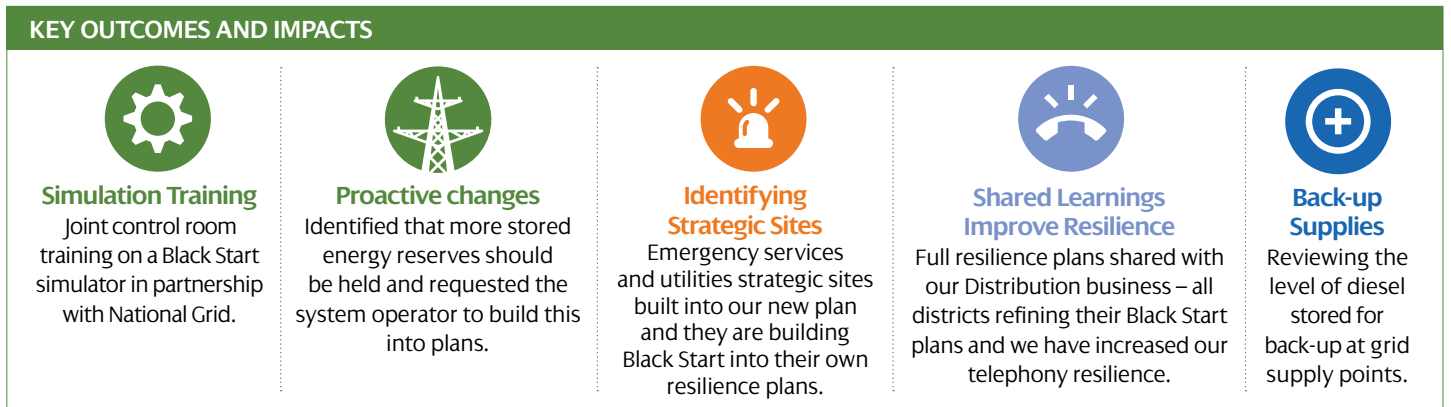 KEY OUTCOMES AND IMPACTS
Simulation Training
Joint control room
training on a Black Start
simulator in partnership
with National Grid.
Proactive changes
Identified that more stored
energy reserves should
be held and requested the
system operator to build this
into plans.
Identifying
Strategic Sites
Emergency services
and utilities strategic sites
built into our new plan
and they are building
Black Start into their own
resilience plans.
Shared Learnings
Improve Resilience
Full resilience plans shared with
our Distribution business – all
districts refining their Black Start
plans and we have increased our
telephony resilience.
Back-up
Supplies
Reviewing the
level of diesel
stored for
back-up at grid
supply points.